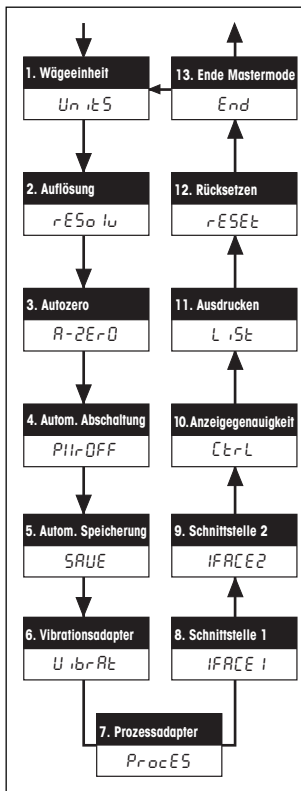 1. Wägeeinheit
UnitS
2. Auflösung
rESolu
3. Autozero
A-ZErO
4. Autom. Abschaltung
PWrOFF
5. Autom. Speicherung
SAVE
6. Vibrationsadapter
VibrAt
7. Prozessadapter
ProcES
8. Schnittstelle 1
IFACE1
9. Schnittstelle 2
IFACE2
10.Anzeigegenauigkeit
CtrL
11. Ausdrucken
LiSt
12. Rücksetzen
rESEt
13. Ende Mastermode
End